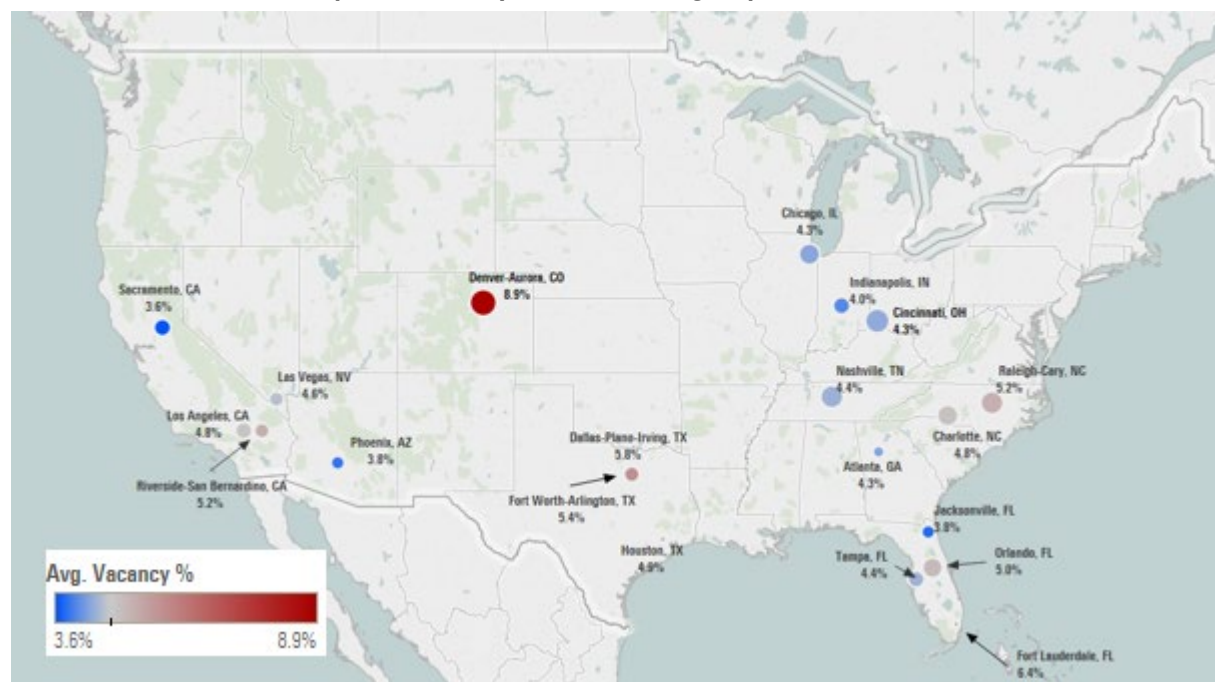 Chicago, IL
4.3%
Denver-Aurora, CO
8.9%
Indianapolis, IN
4.0%
Sacramento, CA
3.6%
Cincinnati, OH
4.3%
Nashville, TN
4.4%
Raleigh-Cary, NC
5.2%
Las Vegas, NV
4.6%
Los Angeles, CA
4.8%
Phoenix, AZ
3.8%
Dallas-Plano-Irving, TX
5.8%
Charlotte, NC
4.8%
Atlanta, GA
4.3%
Riverside-San Bernardino, CA
5.2%
Fort Worth-Arlington, TX
5.4%
Jacksonville, FL
3.8%
Houston, TX
4.9%
Tampa, FL
4.4%
Orlando, FL
5.0%
Avg. Vacancy %
3.6%
8.9%
Fort Lauderdale, FL
6.4%